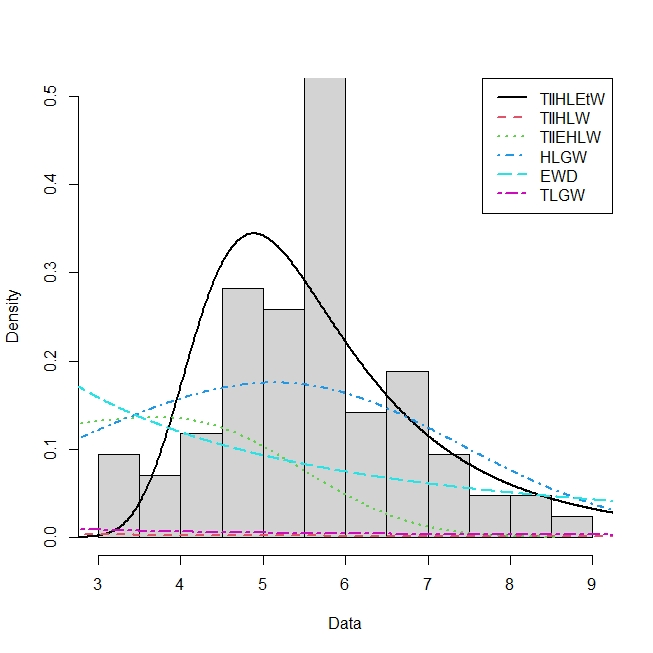 TIIHLEtW
TIIHLW
TIIEHLW
HLGW
EWD
TLGW
0.5
0.4
0.3
0.2
0.1
0.0
Density
3 4 5 6 7 8 9
Data